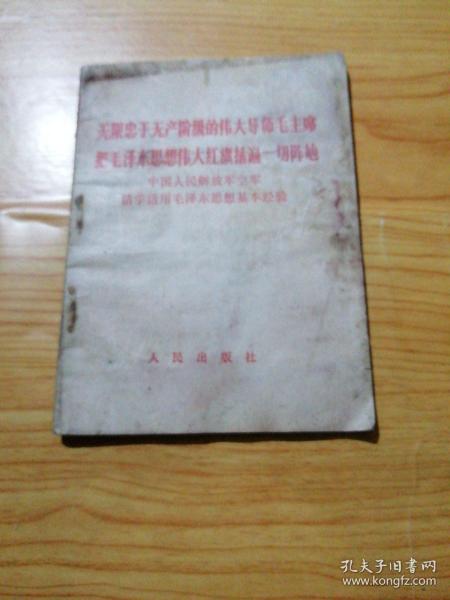 无限忠于无产阶级的伟大导师毛主席
把毛泽东思想伟大红旗插遍一切阵地
中国人民解放军空军
活学活用毛泽东思想基本经验
人民出版社
孔夫子旧书网
www.kongfz.com